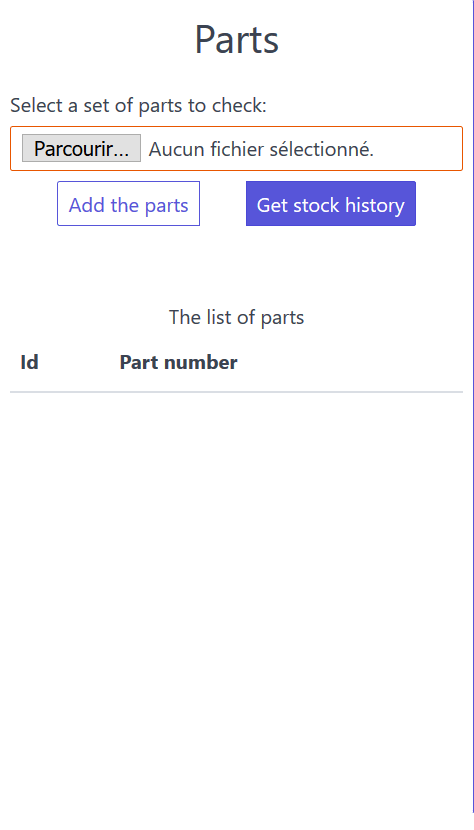 Parts
Select a set of parts to check:
Parcourir... Aucun fichier sélectionné.
Add the parts Get stock history
The list of parts
Id Part number